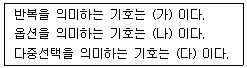 반복을 의미하는 기호는 (가) 이다.
옵션을 의미하는 기호는 (나) 이다.
다중선택을 의미하는 기호는 (다) 이다.